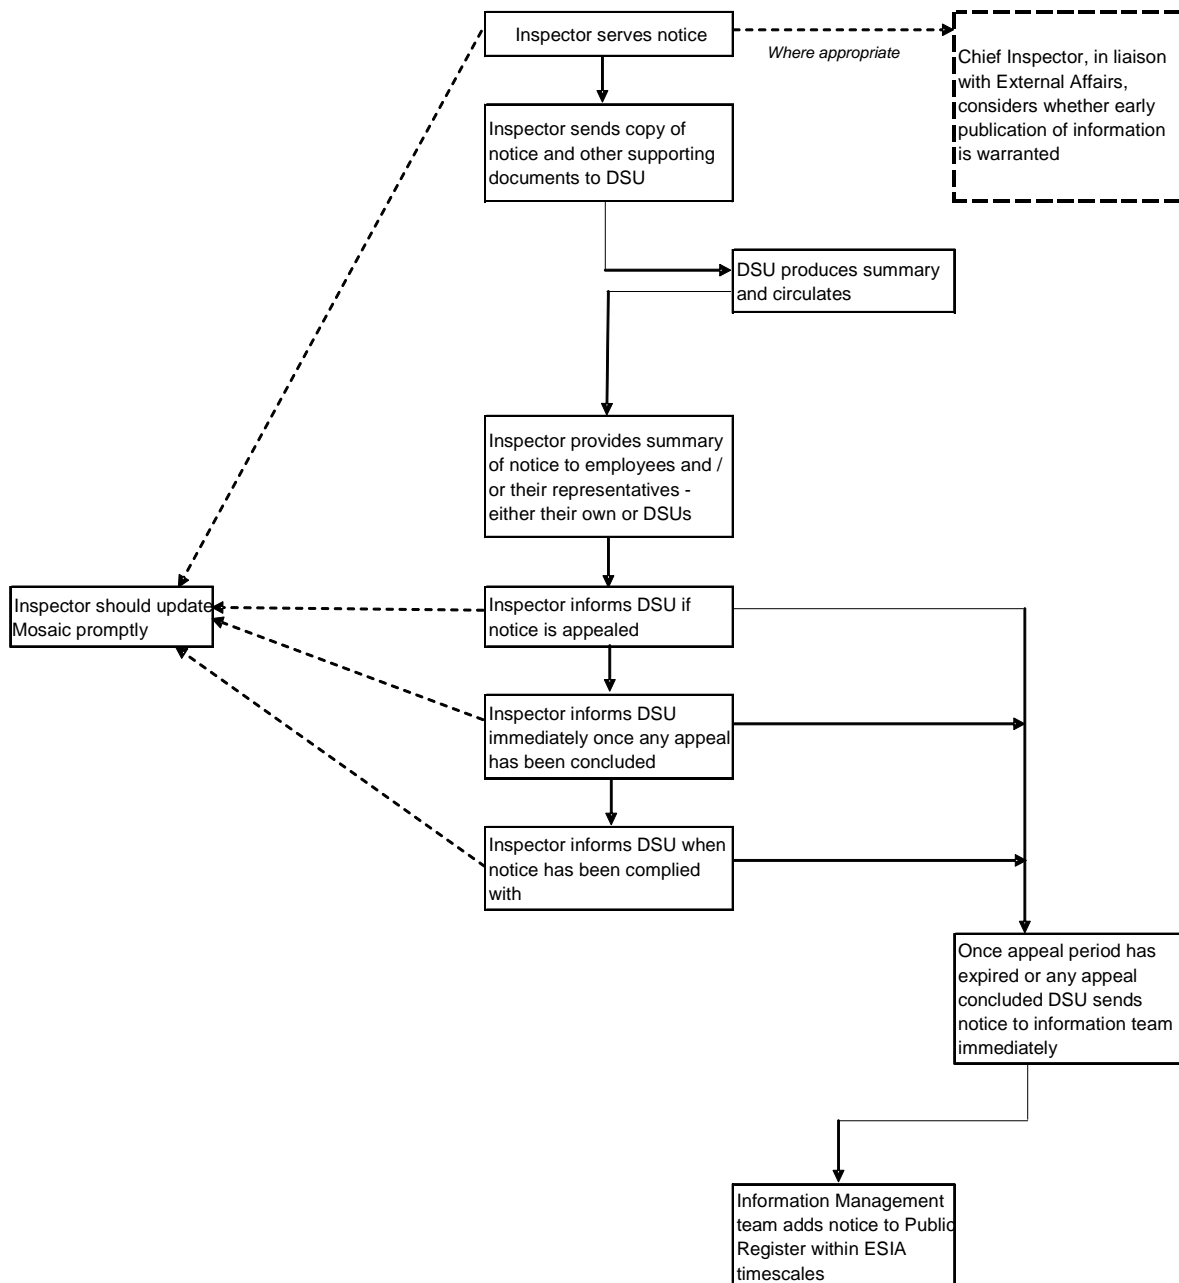 Inspector serves notice
Where appropriate
Chief Inspector, in liaison
with External Affairs,
considers whether early
publication of information
is warranted
Inspector sends copy of
notice and other supporting
documents to DSU
DSU produces summary
and circulates
Inspector provides summary
of notice to employees and /
or their representatives -
either their own or DSUs
Inspector should update
Mosaic promptly
Inspector informs DSU if
notice is appealed
Inspector informs DSU
immediately once any appeal
has been concluded
Inspector informs DSU when
notice has been complied
with
Once appeal period has
expired or any appeal
concluded DSU sends
notice to information team
immediately
Information Management
team adds notice to Public
Register within ESIA
timescales